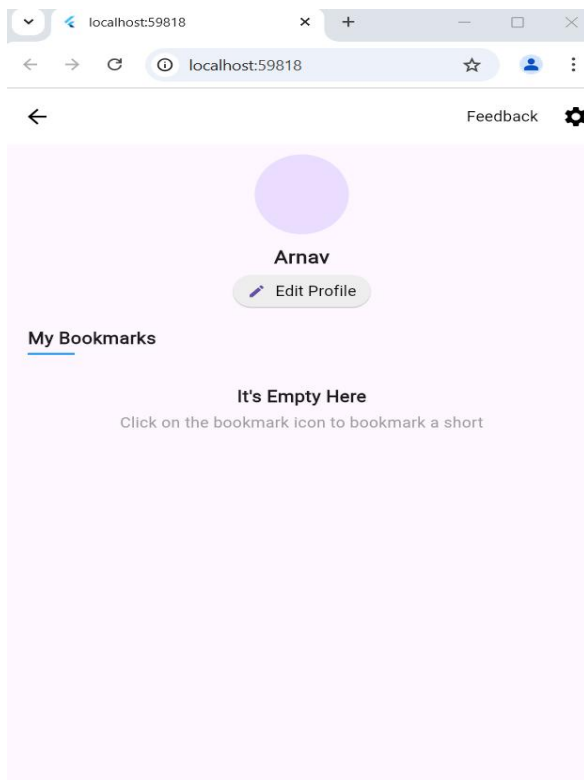 localhost:59818
localhost:59818
Feedback
Arnav
Edit Profile
My Bookmarks
It's Empty Here
Click on the bookmark icon to bookmark a short